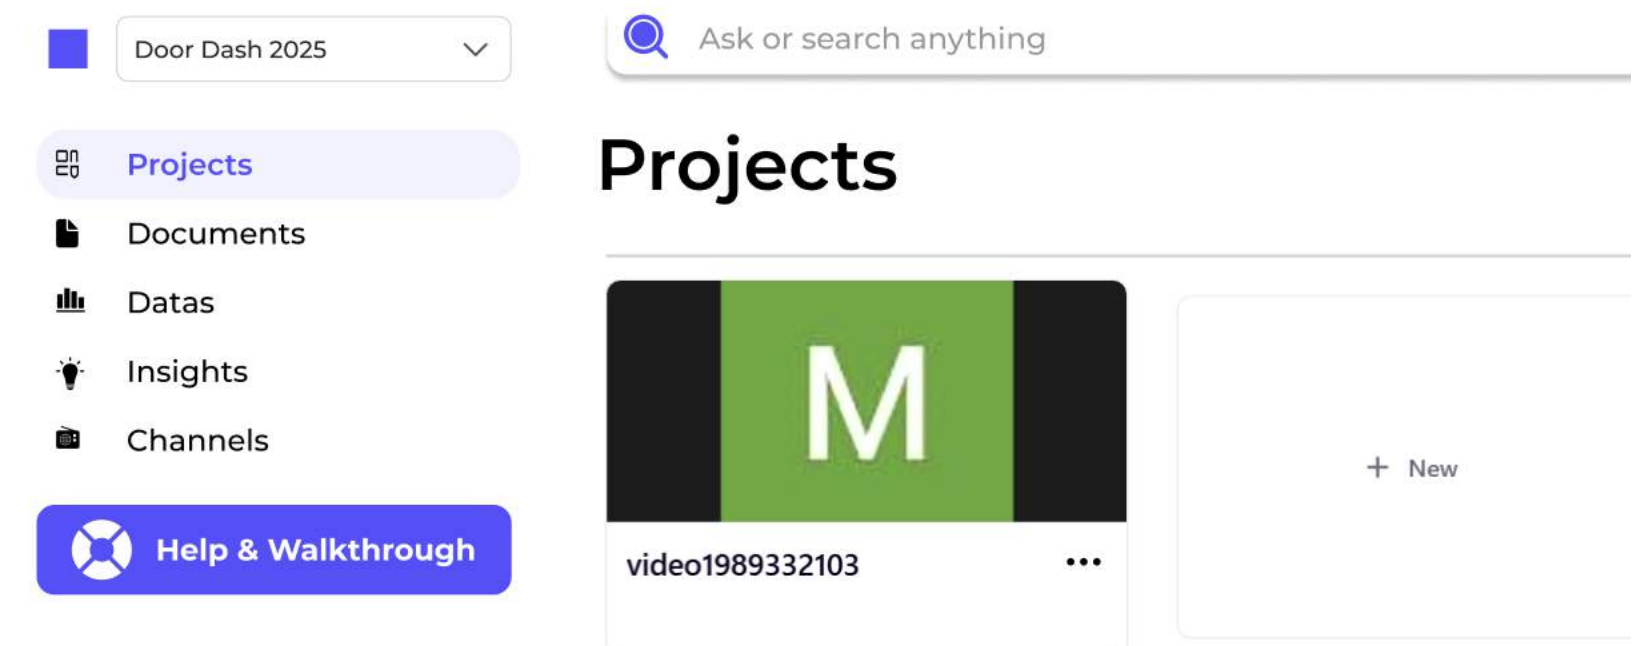 Door Dash 2025
Ask or search anything
Projects
Documents
Datas
Insights
Channels
Help & Walkthrough
Projects
M
video1989332103
+ New